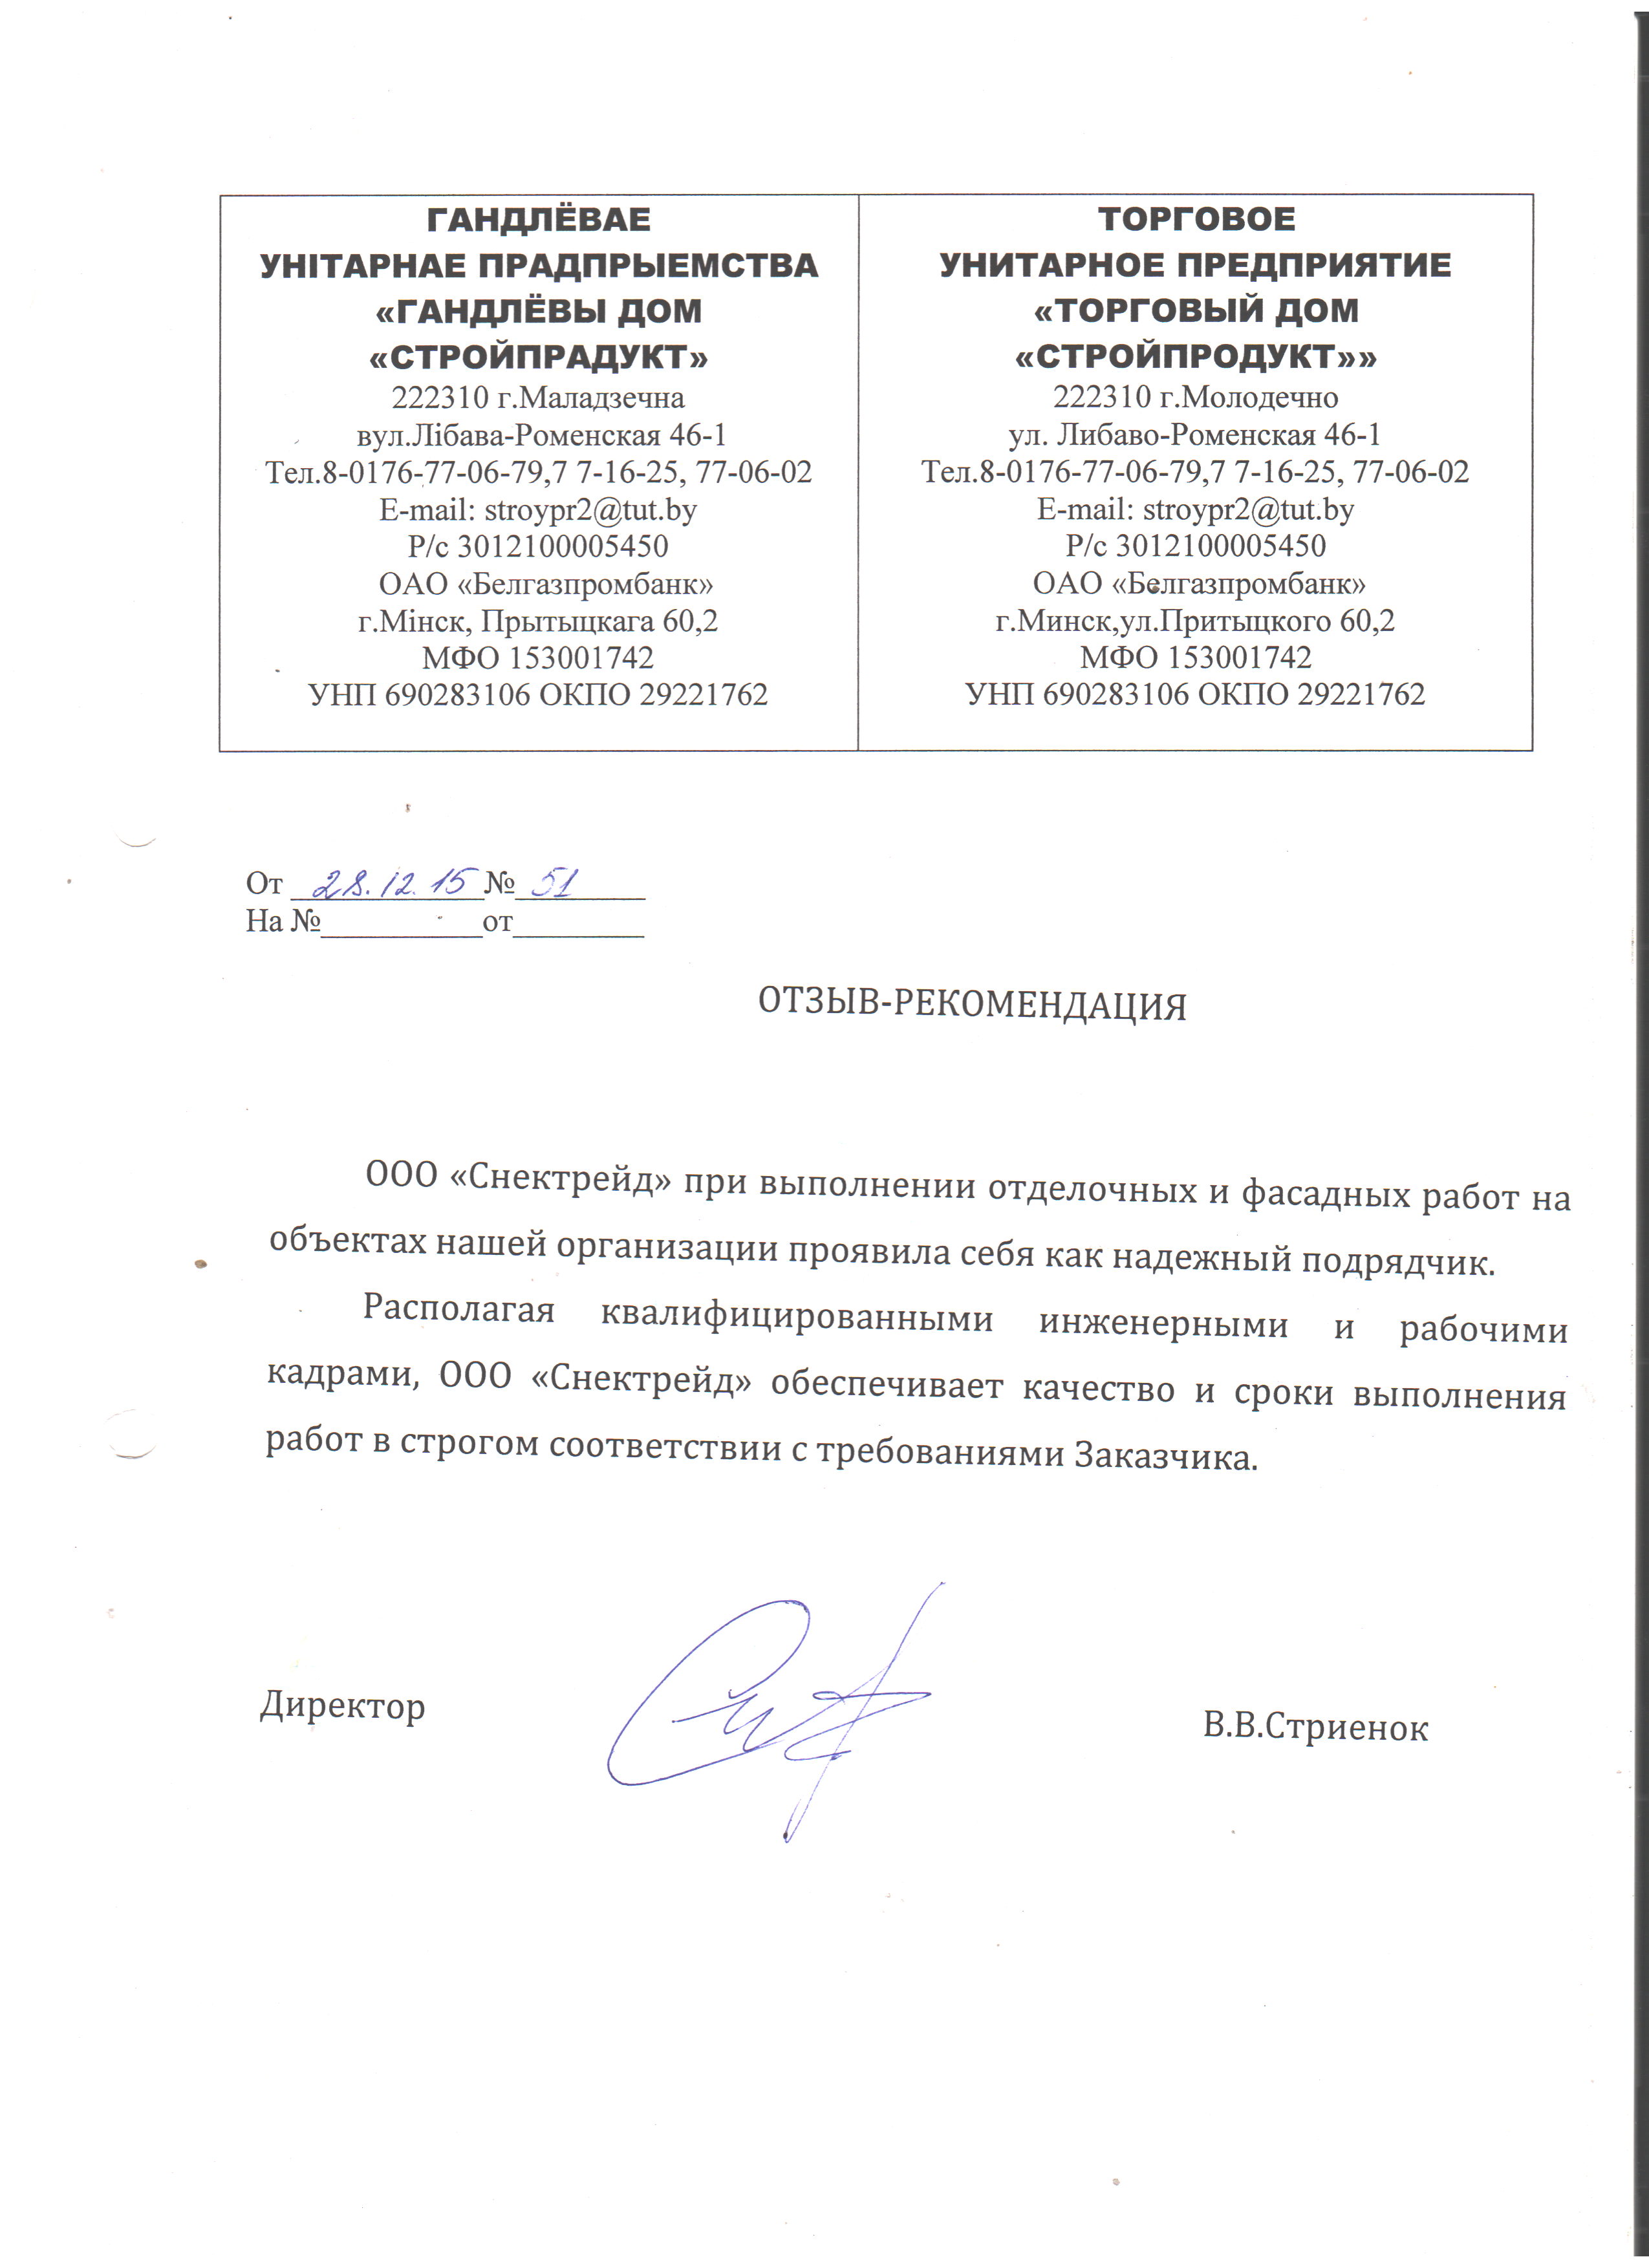 ГАНДЛЁВАЕ
УНІТАРНАЕ ПРАДПРЫЕМСТВА
«ГАНДЛЁВЫ ДОМ
«СТРОЙПРАДУКТ»
222310 г.Маладзечна
вул.Лібава-Роменская 46-1
Тел.8-0176-77-06-79,7 7-16-25, 77-06-02
E-mail: stroypr2@tut.by
Р/с 3012100005450
ОАО «Белгазпромбанк»
г.Мінск, Прытыцкага 60,2
МФО 153001742
УНП 690283106 ОКПО 29221762
ТОРГОВОЕ
УНИТАРНОЕ ПРЕДПРИЯТИЕ
«ТОРГОВЫЙ ДОМ
«СТРОЙПРОДУКТ»»
222310 г.Молодечно
ул. Либаво-Роменская 46-1
Тел.8-0176-77-06-79,7 7-16-25, 77-06-02
E-mail: stroypr2@tut.by
Р/с 3012100005450
ОАО «Белгазпромбанк»
г.Минск,ул.Притыцкого 60,2
МФО 153001742
УНП 690283106 ОКПО 29221762
От 28.12.15 № 51
На № от
ОТЗЫВ-РЕКОМЕНДАЦИЯ
ООО «Снектрейд» при выполнении отделочных и фасадных работ на
объектах нашей организации проявила себя как надежный подрядчик.
Располагая квалифицированными инженерными и рабочими
кадрами, ООО «Снектрейд» обеспечивает качество и сроки выполнения
работ в строгом соответствии с требованиями Заказчика.
Директор В.В.Стриенок